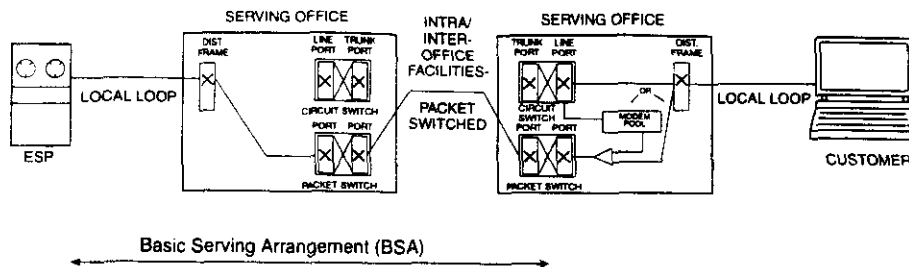 SERVING OFFICE
DIST
FRAME
LINE
PORT
TRUNK
PORT
CIRCUIT SWITCH
PORT
PORT
PACKET SWITCH
LOCAL LOOP
ESP
INTRA/
INTER-
OFFICE
FACILITIES-
PACKET
SWITCHED
SERVING OFFICE
TRUNK
PORT
LINE
PORT
DIST.
FRAME
CIRCUIT
SWITCH
OR
MODEM
POOL
PORT
PORT
PACKET SWITCH
LOCAL LOOP
CUSTOMER
Basic Serving Arrangement (BSA)